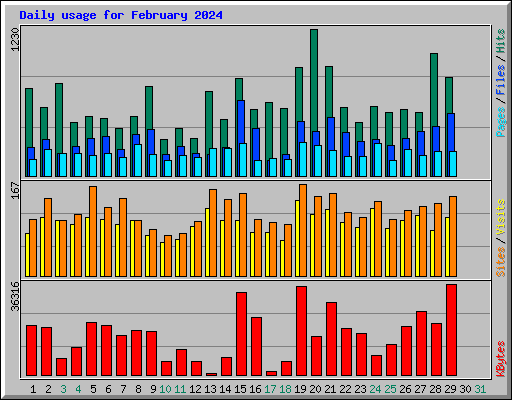 Daily usage for February 2024
1230
167
36316
Pages / Files / Hits
Sites / Visits
KBytes
1 2 3 4 5 6 7 8 9 10 11 12 13 14 15 16 17 18 19 20 21 22 23 24 25 26 27 28 29 30 31